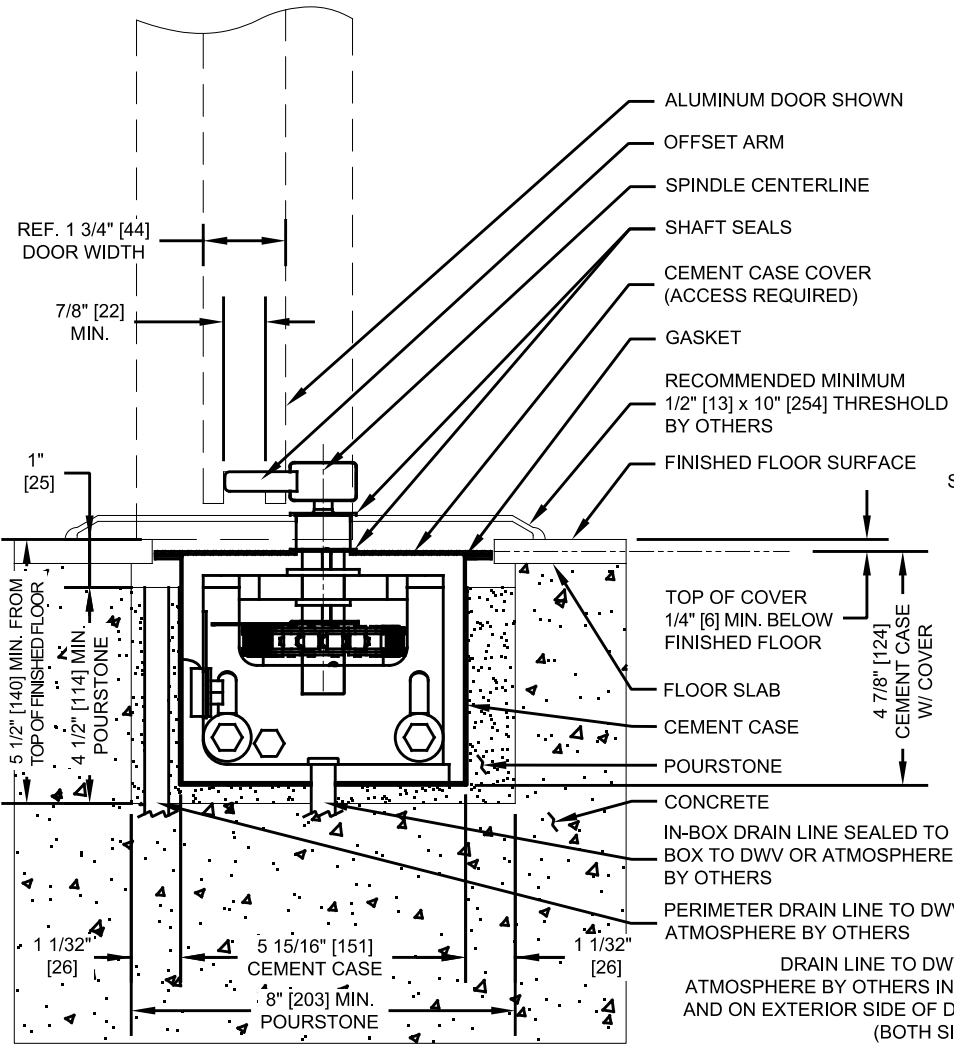 ALUMINUM DOOR SHOWN
OFFSET ARM
SPINDLE CENTERLINE
SHAFT SEALS
CEMENT CASE COVER
(ACCESS REQUIRED)
GASKET
RECOMMENDED MINIMUM
1/2" [13] x 10" [254] THRESHOLD
BY OTHERS
FINISHED FLOOR SURFACE
S
TOP OF COVER
1/4" [6] MIN. BELOW
FINISHED FLOOR
4 7/8" [124]
CEMENT CASE
W/ COVER
FLOOR SLAB
CEMENT CASE
POURSTONE
CONCRETE
IN-BOX DRAIN LINE SEALED TO
BOX TO DWV OR ATMOSPHERE
BY OTHERS
PERIMETER DRAIN LINE TO DWV
ATMOSPHERE BY OTHERS
DRAIN LINE TO DW
ATMOSPHERE BY OTHERS IN
AND ON EXTERIOR SIDE OF D
(BOTH SI
REF. 1 3/4" [44]
DOOR WIDTH
7/8" [22]
MIN.
1"
[25]
5 1/2" [140] MIN. FROM
TOP OF FINISHED FLOOR
4 1/2" [114] MIN.
POURSTONE
1 1/32"
[26]
5 15/16" [151]
CEMENT CASE
1 1/32"
[26]
8" [203] MIN.
POURSTONE